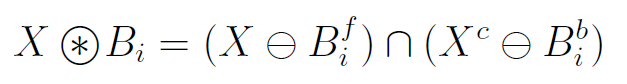 X ⊛ B_i = (X ⊖ B_i^f) ∩ (X^c ⊖ B_i^b)